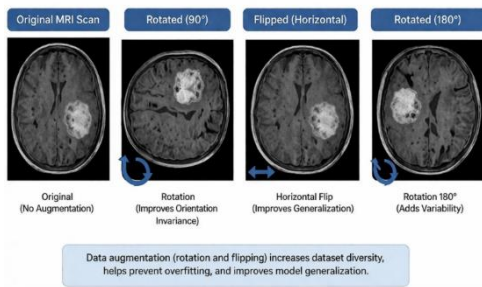 Original MRI Scan
Rotated (90°)
Flipped (Horizontal)
Rotated (180°)
Original
(No Augmentation)
Rotation
(Improves Orientation
Invariance)
Horizontal Flip
(Improves Generalization)
Rotation 180°
(Adds Variability)
Data augmentation (rotation and flipping) increases dataset diversity,
helps prevent overfitting, and improves model generalization.